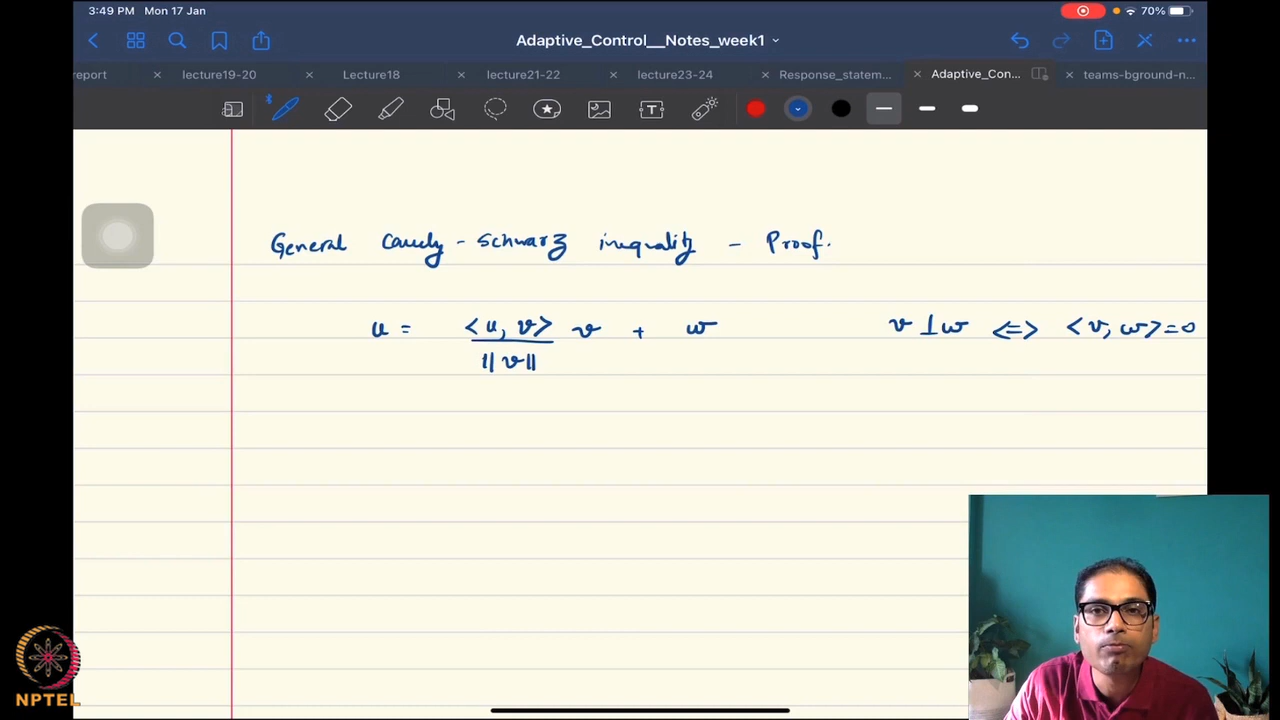 3:49 PM Mon 17 Jan
70%
Adaptive_Control__Notes_week1
report
lecture19-20
Lecture18
lecture21-22
lecture23-24
Response_statem...
Adaptive_Con...
teams-bground-n...
General Caucly - Schwarz inequality - Proof.
u = <u, v> / ||v|| v + w v ⊥ w <=> <v, w> = 0
NPTEL